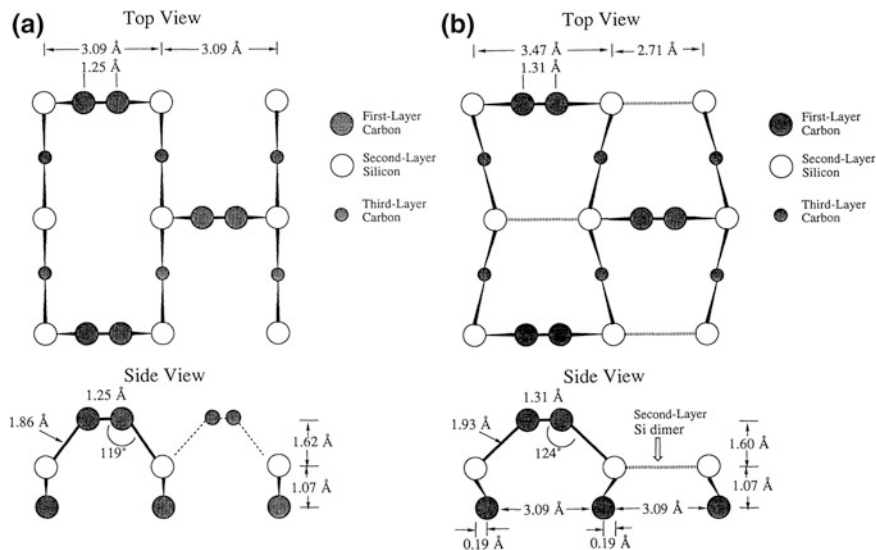 (a)
Top View
3.09 Å
3.09 Å
1.25 Å
First-Layer
Carbon
Second-Layer
Silicon
Third-Layer
Carbon
Side View
1.25 Å
1.86 Å
119°
1.62 Å
1.07 Å
(b)
Top View
3.47 Å
2.71 Å
1.31 Å
First-Layer
Carbon
Second-Layer
Silicon
Third-Layer
Carbon
Side View
1.31 Å
1.93 Å
124°
Second-Layer
Si dimer
1.60 Å
1.07 Å
3.09 Å
3.09 Å
0.19 Å
0.19 Å